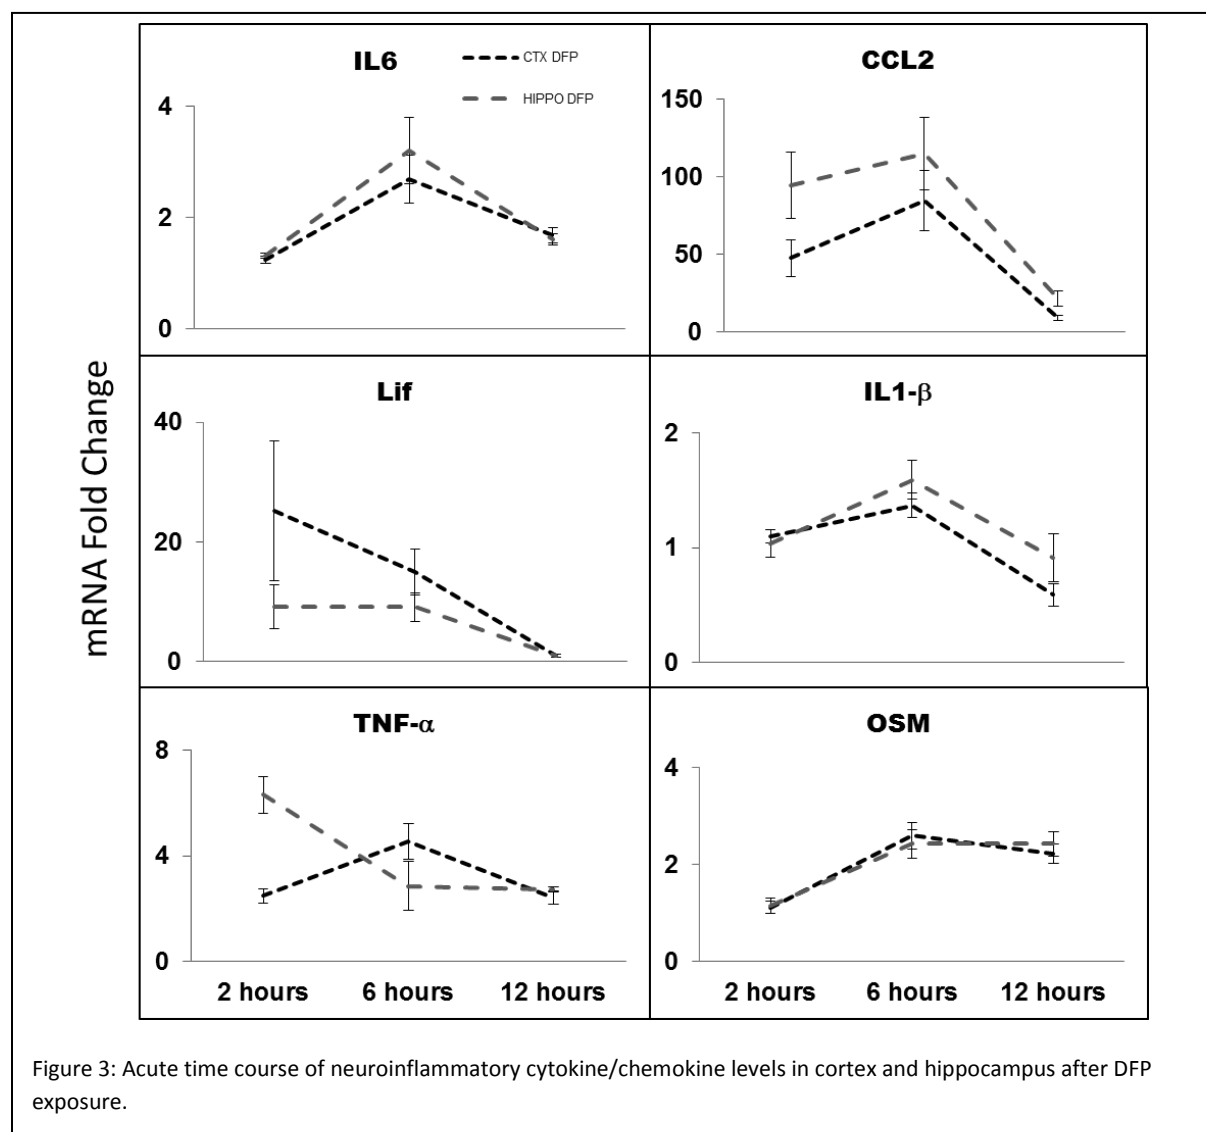 mRNA Fold Change
IL6
CTX DFP
HIPPO DFP
4
2
0
CCL2
150
100
50
0
Lif
40
20
0
IL1-β
2
1
0
TNF-α
8
4
0
2 hours 6 hours 12 hours
OSM
4
2
0
2 hours 6 hours 12 hours
Figure 3: Acute time course of neuroinflammatory cytokine/chemokine levels in cortex and hippocampus after DFP
exposure.